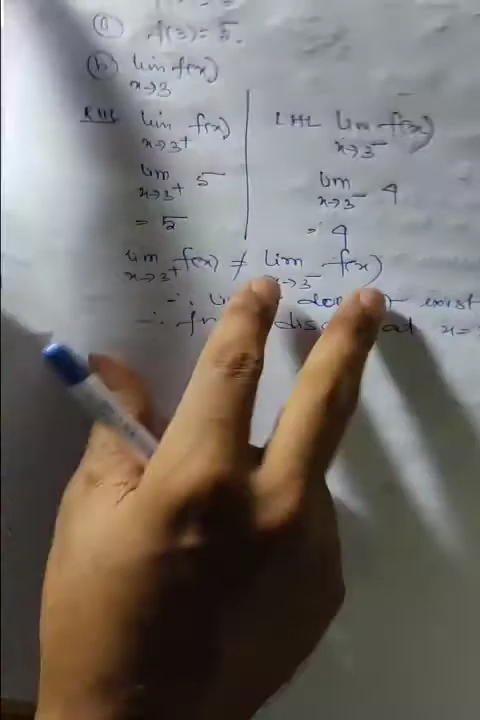 (a) f(3) = 5.
(b) lim f(x)
x→3
RHL lim f(x)
x→3⁺
lim 5
x→3⁺
= 5
LHL lim f(x)
x→3⁻
lim 4
x→3⁻
= 4
lim f(x) ≠ lim f(x)
x→3⁺ x→3⁻
∴ exist
∴ at x=